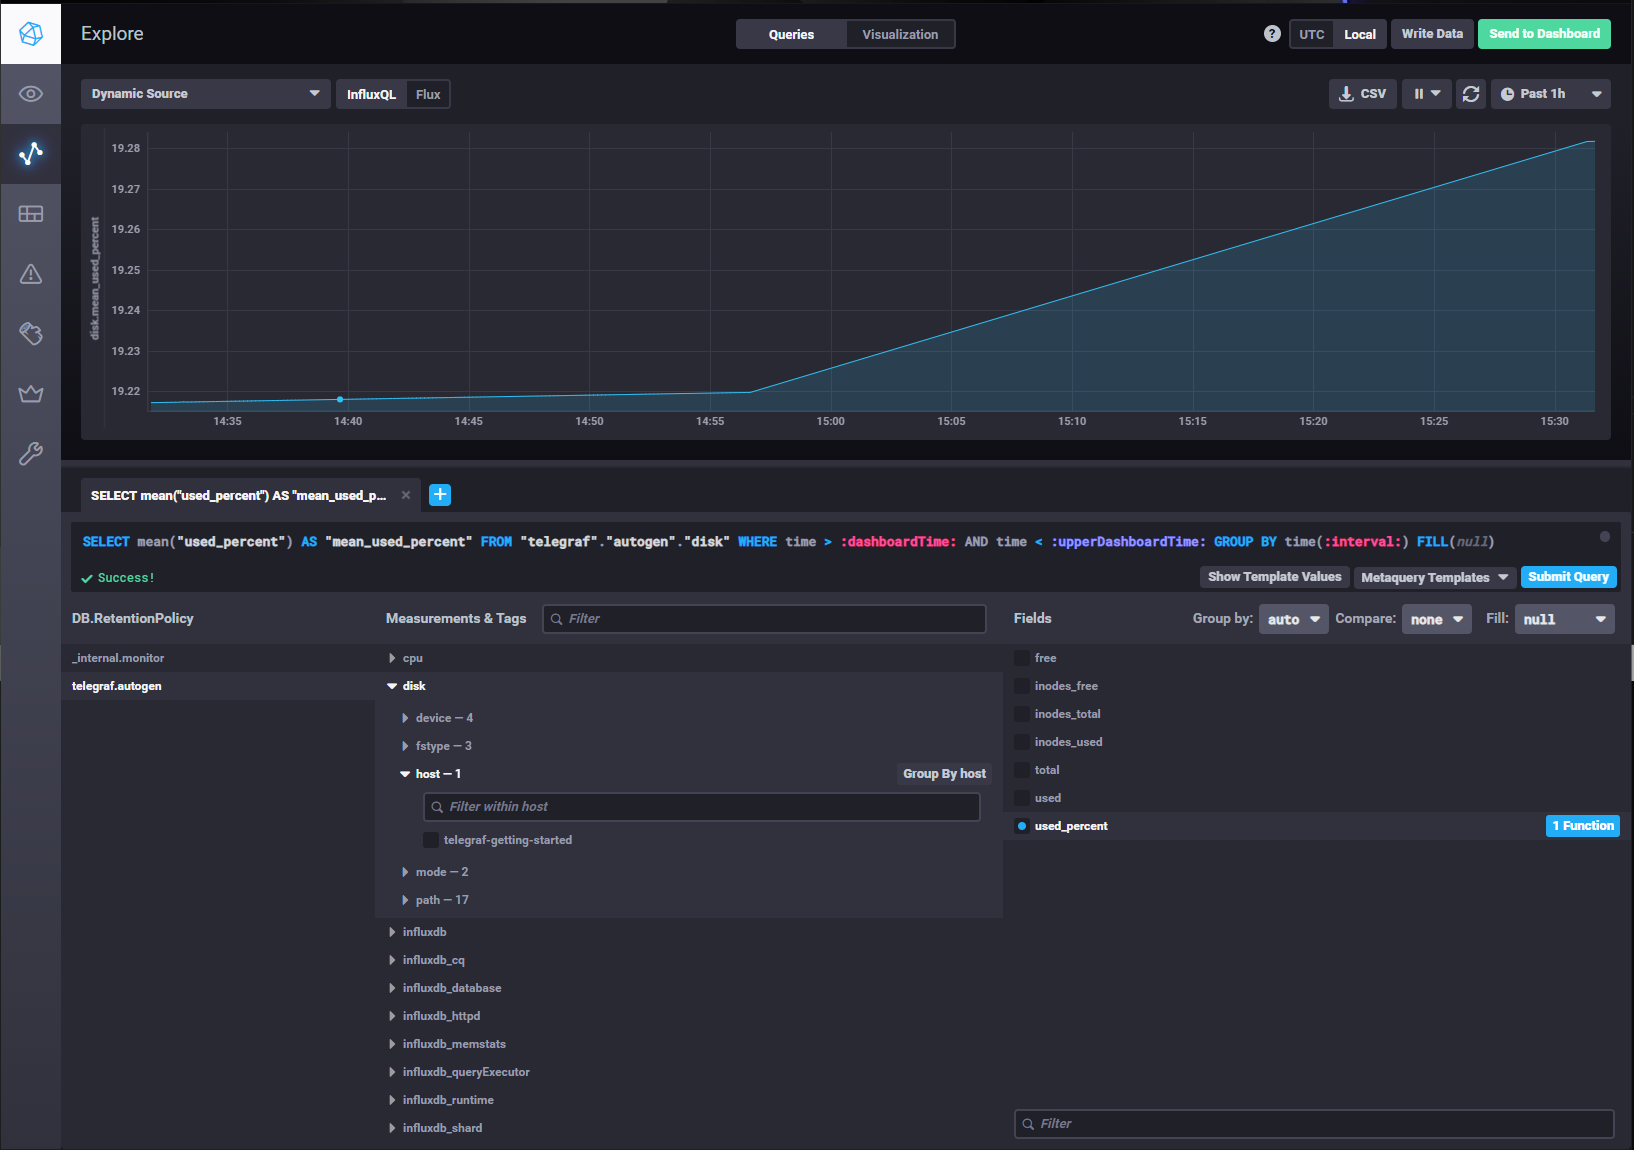 Explore
Queries
Visualization
?
UTC
Local
Write Data
Send to Dashboard
Dynamic Source
InfluxQL
Flux
CSV
Past 1h
disk.mean_used_percent
19.28
19.27
19.26
19.25
19.24
19.23
19.22
14:35 14:40 14:45 14:50 14:55 15:00 15:05 15:10 15:15 15:20 15:25 15:30
SELECT mean("used_percent") AS "mean_used_p...
SELECT mean("used_percent") AS "mean_used_percent" FROM "telegraf"."autogen"."disk" WHERE time > :dashboardTime: AND time < :upperDashboardTime: GROUP BY time(:interval:) FILL(null)
Success!
Show Template Values
Metaquery Templates
Submit Query
DB.RetentionPolicy
_internal.monitor
telegraf.autogen
Measurements & Tags
Filter
cpu
disk
device — 4
fstype — 3
host — 1
Group By host
Filter within host
telegraf-getting-started
mode — 2
path — 17
influxdb
influxdb_cq
influxdb_database
influxdb_httpd
influxdb_memstats
influxdb_queryExecutor
influxdb_runtime
influxdb_shard
Fields
Group by: auto
Compare: none
Fill: null
free
inodes_free
inodes_total
inodes_used
total
used
used_percent
1 Function
Filter